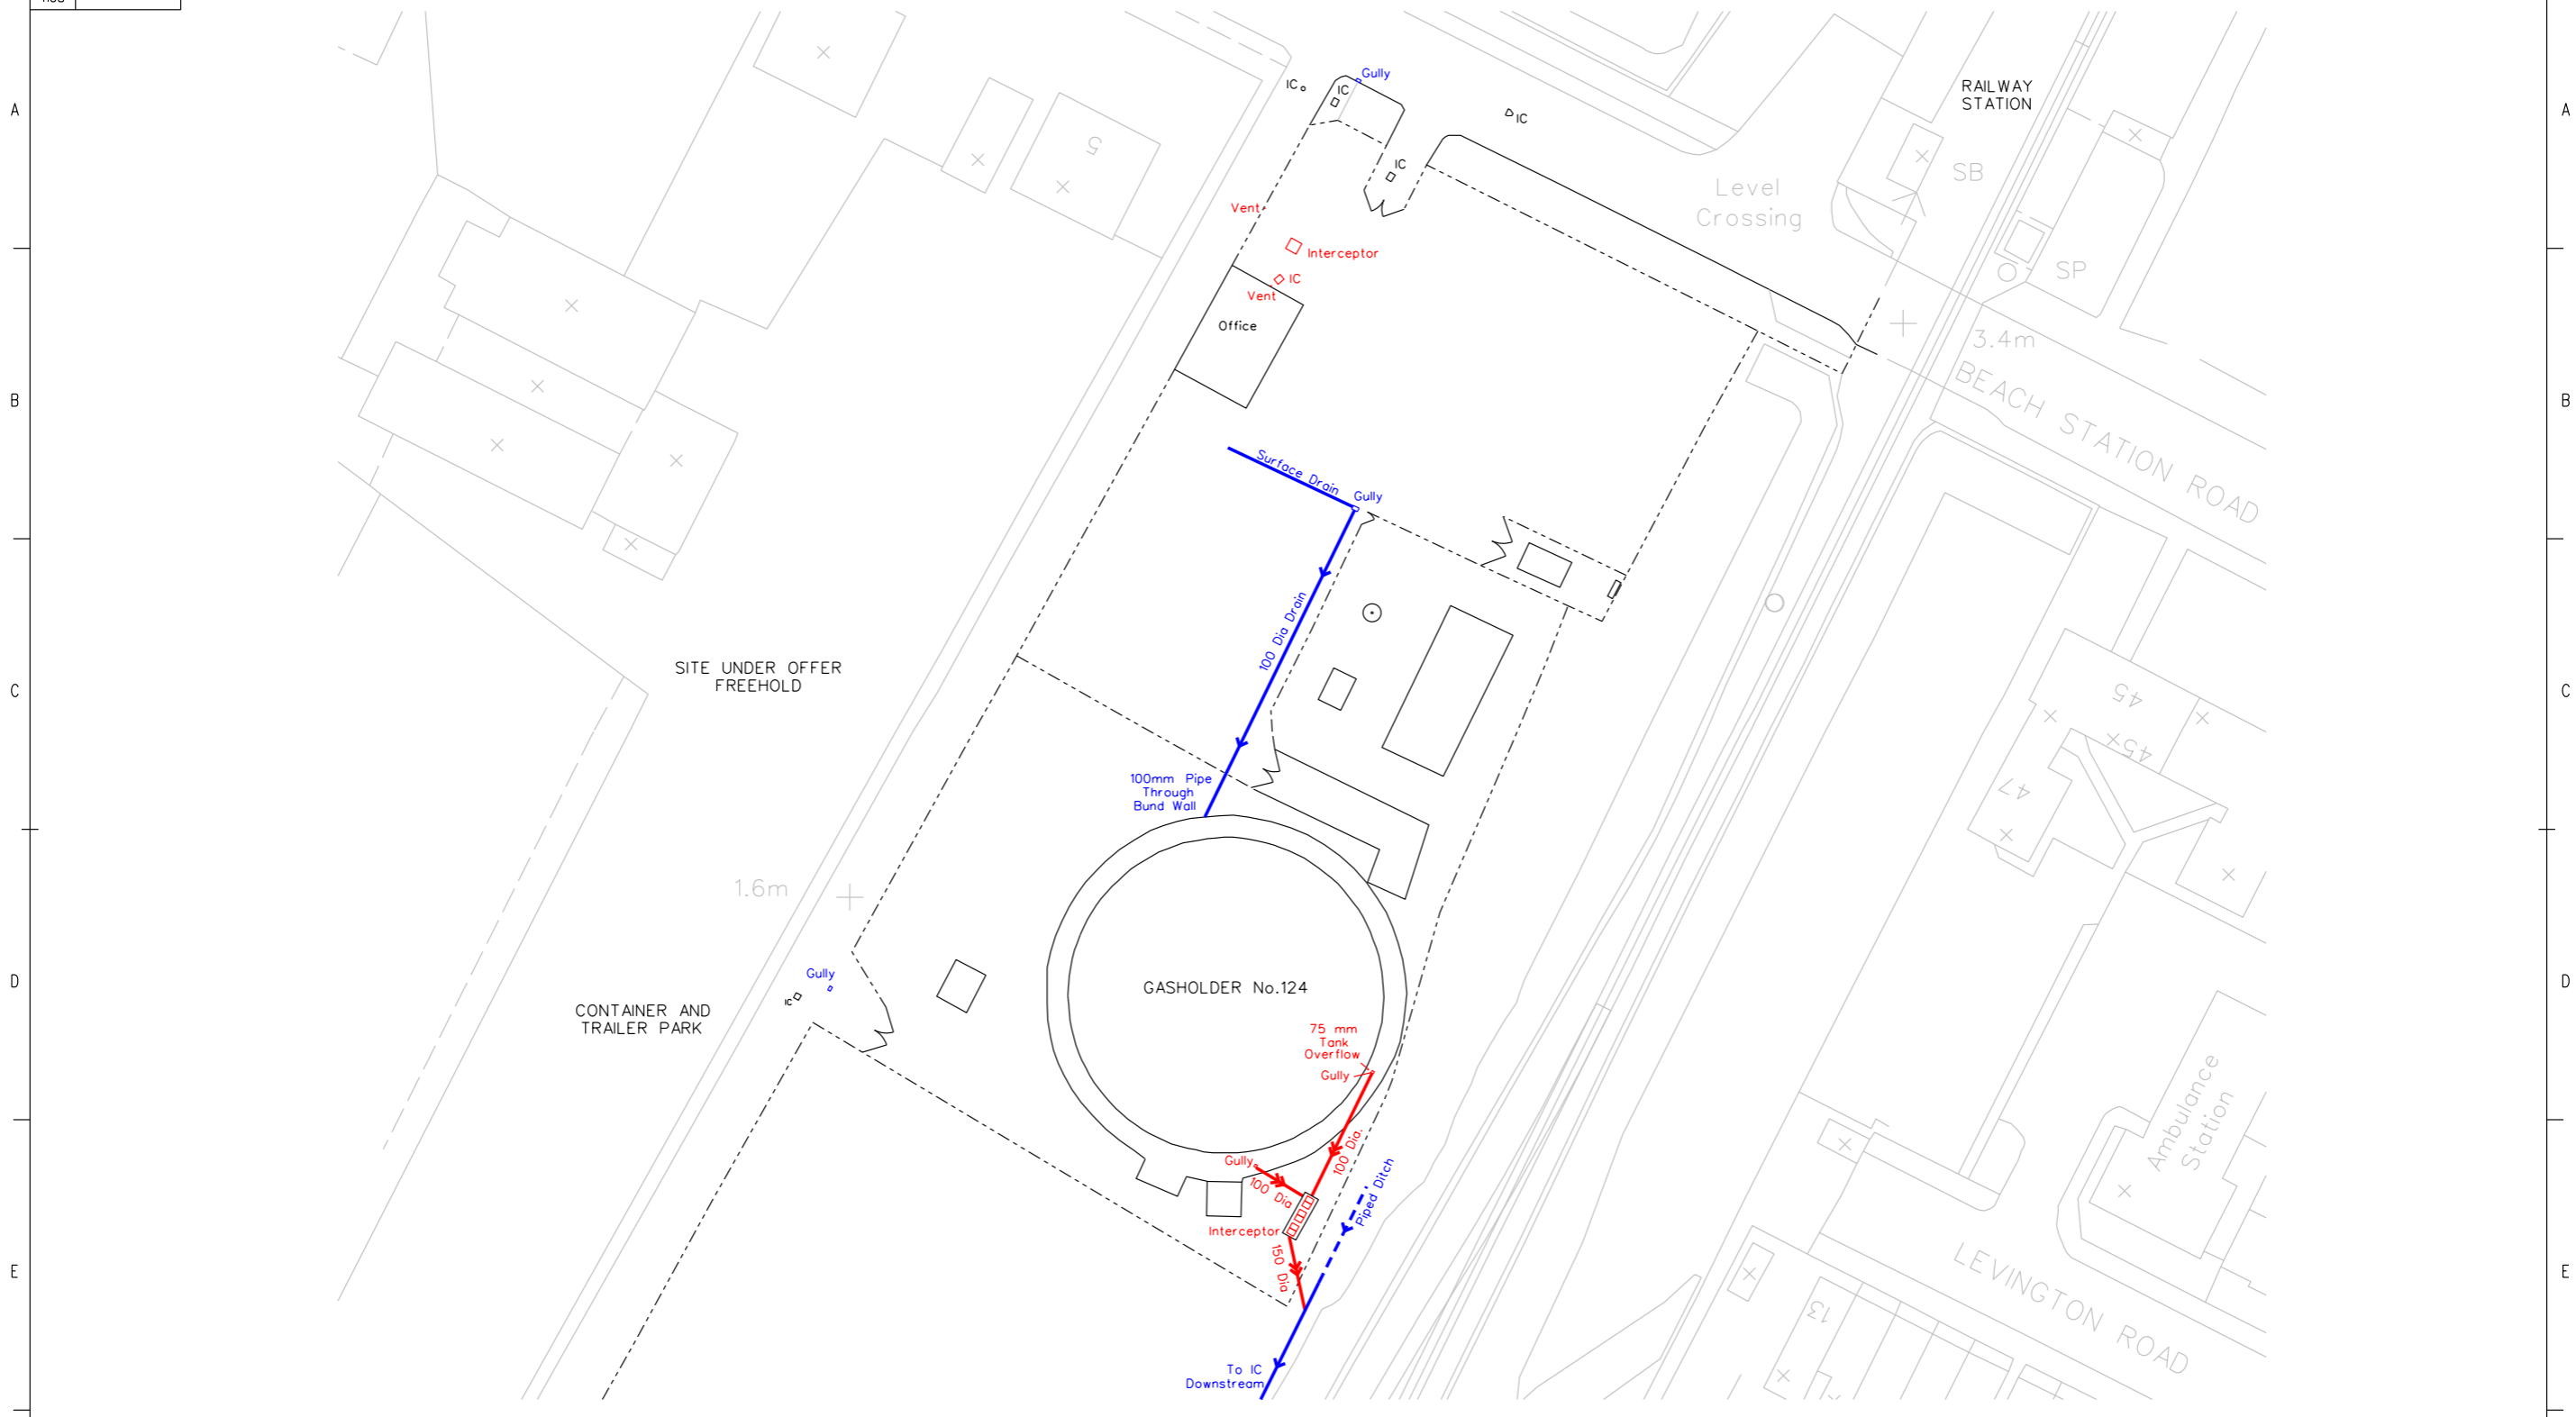 A
A
Gully
IC
IC
IC
IC
RAILWAY
STATION
5
SB
Level
Crossing
Vent
Interceptor
SP
IC
Vent
Office
3.4m
B
B
BEACH STATION ROAD
Surface Drain
Gully
100 Dia Drain
SITE UNDER OFFER
FREEHOLD
C
C
45
45
47
100mm Pipe
Through
Bund Wall
1.6m
Gully
IC
D
D
GASHOLDER No.124
CONTAINER AND
TRAILER PARK
75 mm
Tank
Overflow
Gully
Ambulance
Station
100 Dia.
Gully
100 Dia
Piped Ditch
Interceptor
150 Dia
E
E
LEVINGTON ROAD
13
To IC
Downstream